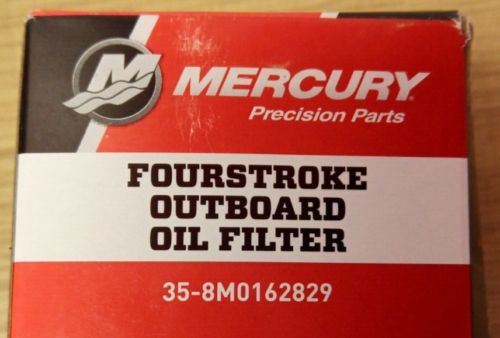 M
MERCURY
Precision Parts
FOURSTROKE
OUTBOARD
OIL FILTER
35-8M0162829